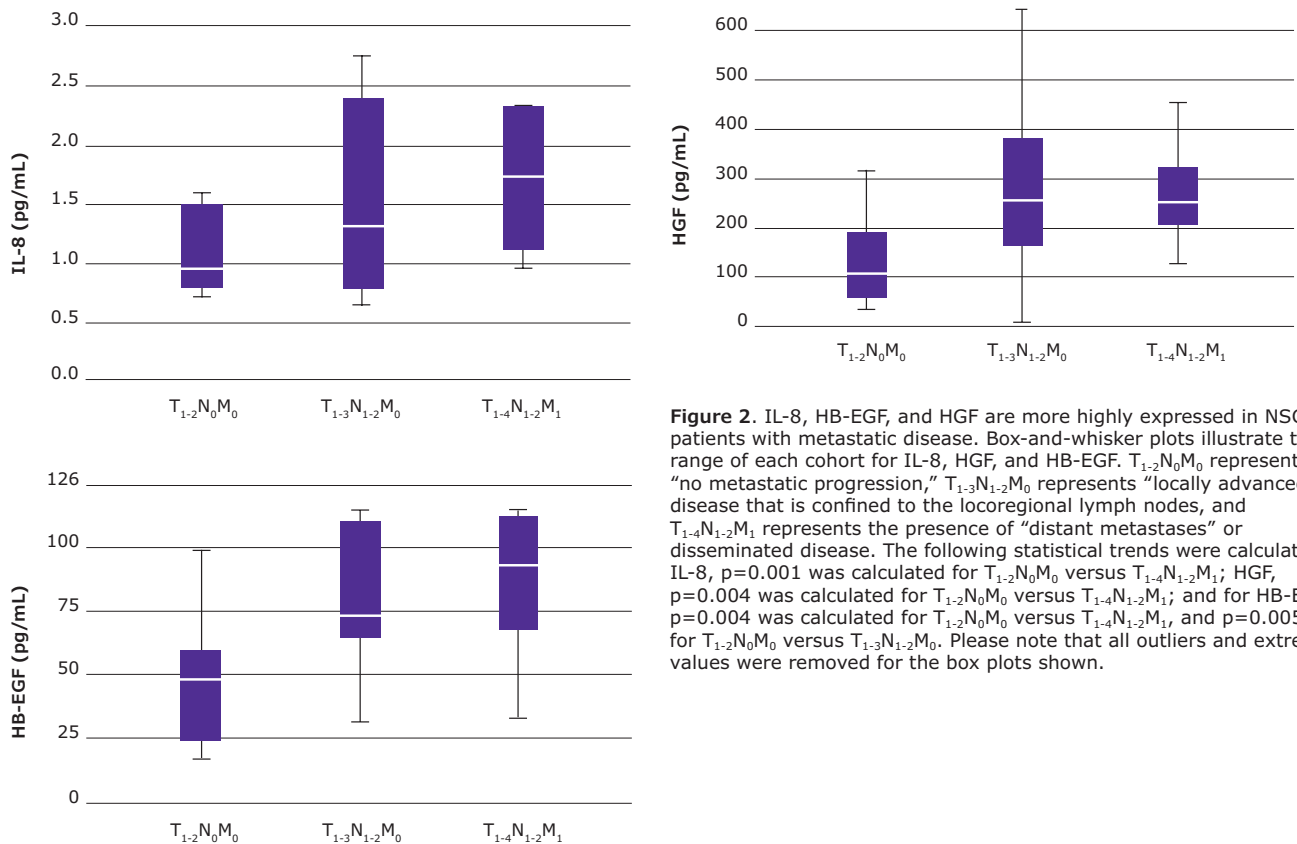 3.0
2.5
2.0
1.5
1.0
0.5
0.0
IL-8 (pg/mL)
T₁₋₂N₀M₀ T₁₋₃N₁₋₂M₀ T₁₋₄N₁₋₂M₁
126
100
75
50
25
0
HB-EGF (pg/mL)
T₁₋₂N₀M₀ T₁₋₃N₁₋₂M₀ T₁₋₄N₁₋₂M₁
600
500
400
300
200
100
0
HGF (pg/mL)
T₁₋₂N₀M₀ T₁₋₃N₁₋₂M₀ T₁₋₄N₁₋₂M₁
Figure 2. IL-8, HB-EGF, and HGF are more highly expressed in
patients with metastatic disease. Box-and-whisker plots illustrate
range of each cohort for IL-8, HGF, and HB-EGF. T₁₋₂N₀M₀
"no metastatic progression," T₁₋₃N₁₋₂M₀ represents "locally advanced
disease that is confined to the locoregional lymph nodes, and
T₁₋₄N₁₋₂M₁ represents the presence of "distant metastases" or
disseminated disease. The following statistical trends were
IL-8, p=0.001 was calculated for T₁₋₂N₀M₀ versus T₁₋₄N₁₋₂M₁; HGF,
p=0.004 was calculated for T₁₋₂N₀M₀ versus T₁₋₄N₁₋₂M₁; and for
p=0.004 was calculated for T₁₋₂N₀M₀ versus T₁₋₄N₁₋₂M₁, and p=0.005
for T₁₋₂N₀M₀ versus T₁₋₃N₁₋₂M₀. Please note that all outliers and
values were removed for the box plots shown.